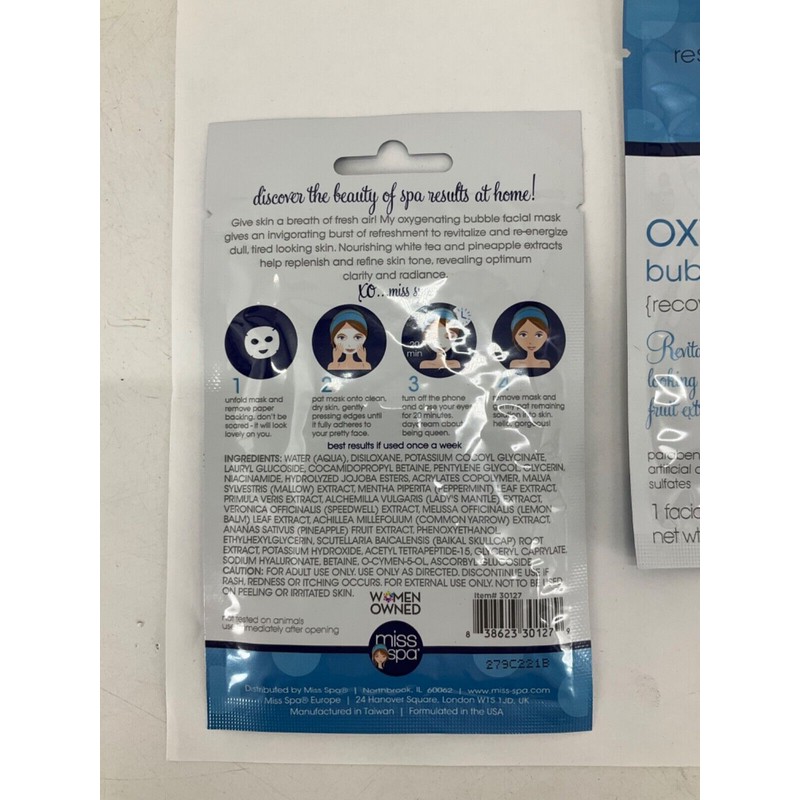 discover the beauty of spa results at home!
Give skin a breath of fresh air! My oxygenating bubble facial mask
gives an invigorating burst of refreshment to revitalize and re-energize
dull, tired looking skin. Nourishing white tea and pineapple extracts
help replenish and refine skin tone, revealing optimum
clarity and radiance.
XO...miss
20
min
1
unfold mask and
remove paper
backing. don't be
scared - it will look
lovely on you.
2
pat mask onto clean,
dry skin, gently
pressing edges until
it fully adheres to
your pretty face.
3
turn off the phone
and close your eyes
for 20 minutes.
daydream about
being queen.
4
remove mask and
gently pat remaining
solution into skin.
hello, gorgeous!
best results if used once a week
INGREDIENTS: WATER (AQUA), DISILOXANE, POTASSIUM COCOYL GLYCINATE,
LAURYL GLUCOSIDE, COCAMIDOPROPYL BETAINE, PENTYLENE GLYCOL, GLYCERIN,
NIACINAMIDE, HYDROLYZED JOJOBA ESTERS, ACRYLATES COPOLYMER, MALVA
SYLVESTRIS (MALLOW) EXTRACT, MENTHA PIPERITA (PEPPERMINT) LEAF EXTRACT,
PRIMULA VERIS EXTRACT, ALCHEMILLA VULGARIS (LADY'S MANTLE) EXTRACT,
VERONICA OFFICINALIS (SPEEDWELL) EXTRACT, MELISSA OFFICINALIS (LEMON
BALM) LEAF EXTRACT, ACHILLEA MILLEFOLIUM (COMMON YARROW) EXTRACT,
ANANAS SATIVUS (PINEAPPLE) FRUIT EXTRACT, PHENOXYETHANOL,
ETHYLHEXYLGLYCERIN, SCUTELLARIA BAICALENSIS (BAIKAL SKULLCAP) ROOT
EXTRACT, POTASSIUM HYDROXIDE, ACETYL TETRAPEPTIDE-15, GLYCERYL CAPRYLATE,
SODIUM HYALURONATE, BETAINE, O-CYMEN-5-OL, ASCORBYL GLUCOSIDE.
CAUTION: FOR ADULT USE ONLY. USE ONLY AS DIRECTED. DISCONTINUE USE IF
RASH, REDNESS OR ITCHING OCCURS. FOR EXTERNAL USE ONLY. NOT TO BE USED
ON PEELING OR IRRITATED SKIN.
not tested on animals
use immediately after opening
WOMEN
OWNED
Item# 30127
8 38623 30127 9
miss
spa®
279C221B
Distributed by Miss Spa® | Northbrook, IL 60062 | www.miss-spa.com
Miss Spa® Europe | 24 Hanover Square, London W1S 1JD, UK
Manufactured in Taiwan | Formulated in the USA
res
OX
bub
{recov
Revita
looking
fruit ext
paraben
artificial c
sulfates
1 facia
net wt